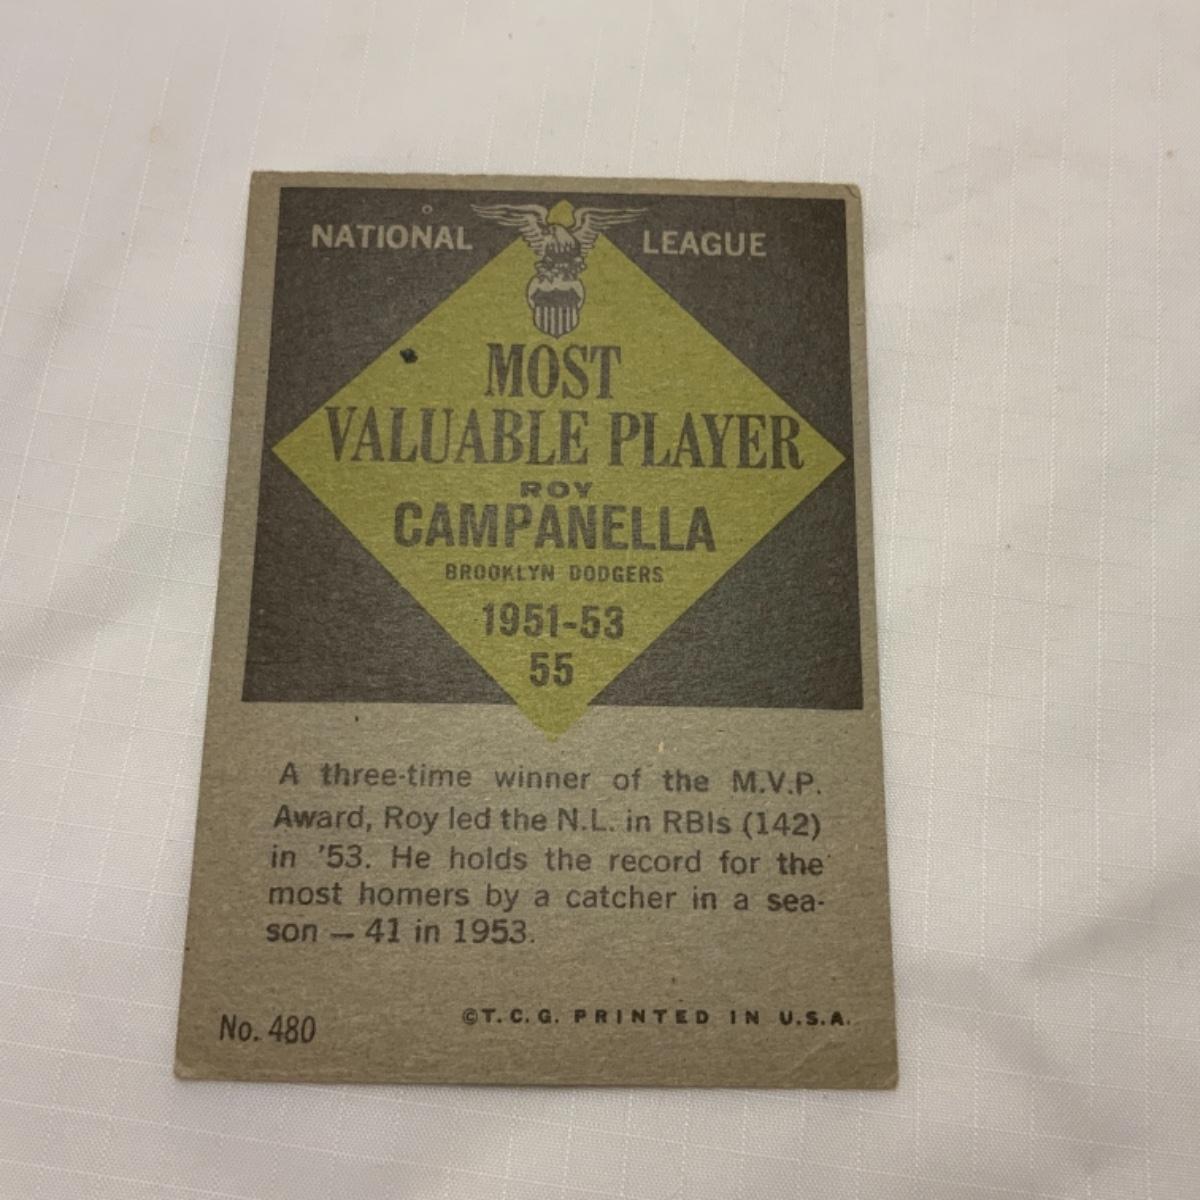 NATIONAL LEAGUE
MOST
VALUABLE PLAYER
ROY
CAMPANELLA
BROOKLYN DODGERS
1951-53
55
A three-time winner of the M.V.P.
Award, Roy led the N.L. in RBIs (142)
in '53. He holds the record for the
most homers by a catcher in a sea-
son — 41 in 1953.
No. 480
©T.C.G. PRINTED IN U.S.A.